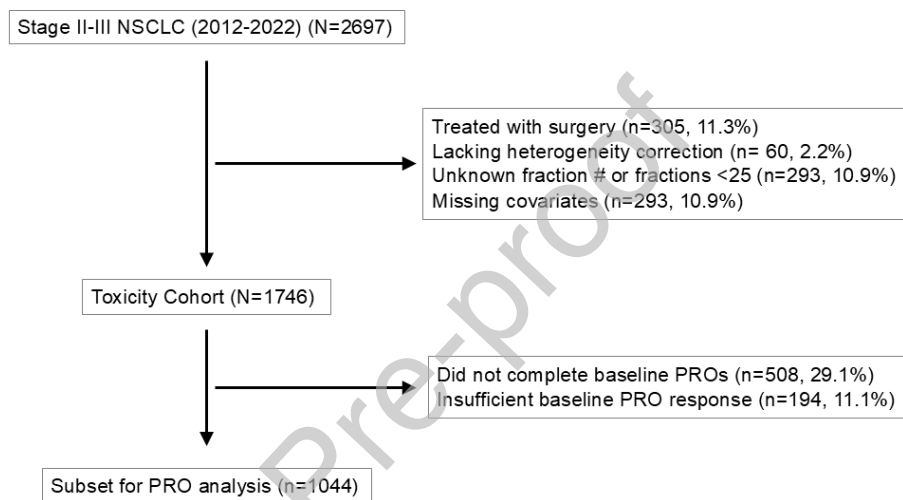 Stage II-III NSCLC (2012-2022) (N=2697)
Treated with surgery (n=305, 11.3%)
Lacking heterogeneity correction (n= 60, 2.2%)
Unknown fraction # or fractions <25 (n=293, 10.9%)
Missing covariates (n=293, 10.9%)
Toxicity Cohort (N=1746)
Did not complete baseline PROs (n=508, 29.1%)
Insufficient baseline PRO response (n=194, 11.1%)
Subset for PRO analysis (n=1044)
Pre-proof